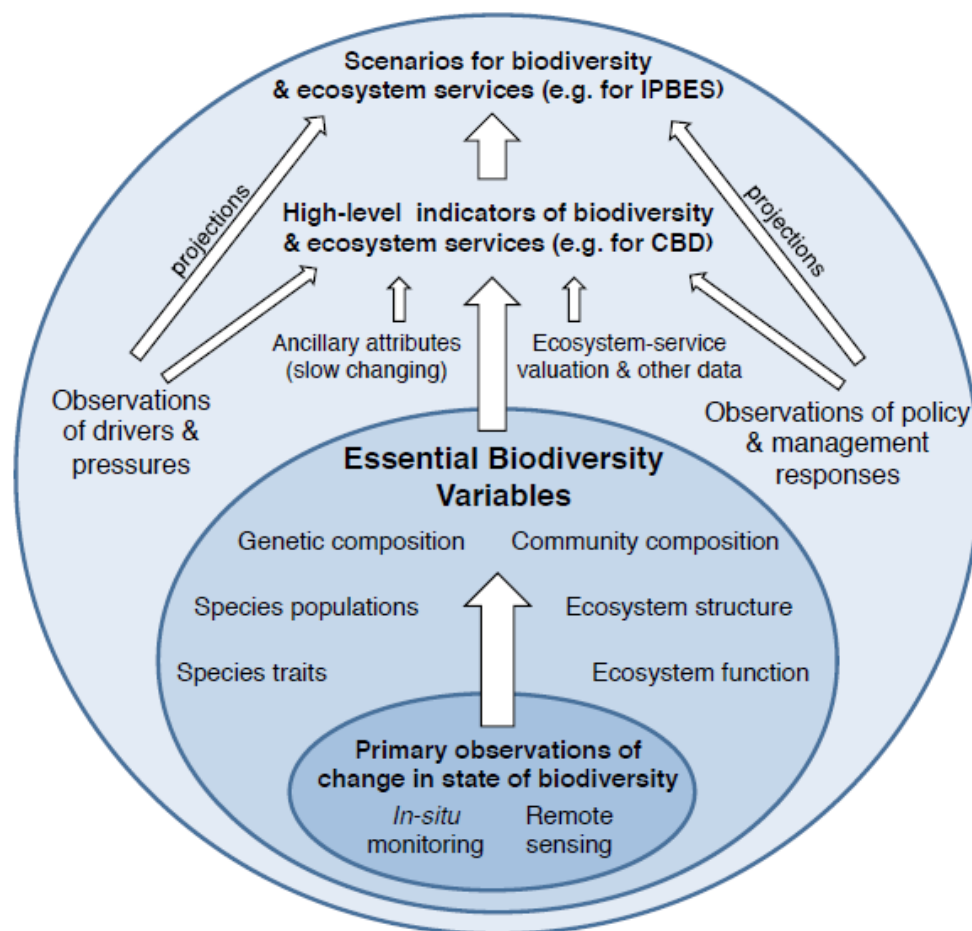 Scenarios for biodiversity
& ecosystem services (e.g. for IPBES)
projections
projections
High-level indicators of biodiversity
& ecosystem services (e.g. for CBD)
Ancillary attributes
(slow changing)
Ecosystem-service
valuation & other data
Observations
of drivers &
pressures
Observations of policy
& management
responses
Essential Biodiversity
Variables
Genetic composition
Community composition
Species populations
Ecosystem structure
Species traits
Ecosystem function
Primary observations of
change in state of biodiversity
In-situ
monitoring
Remote
sensing